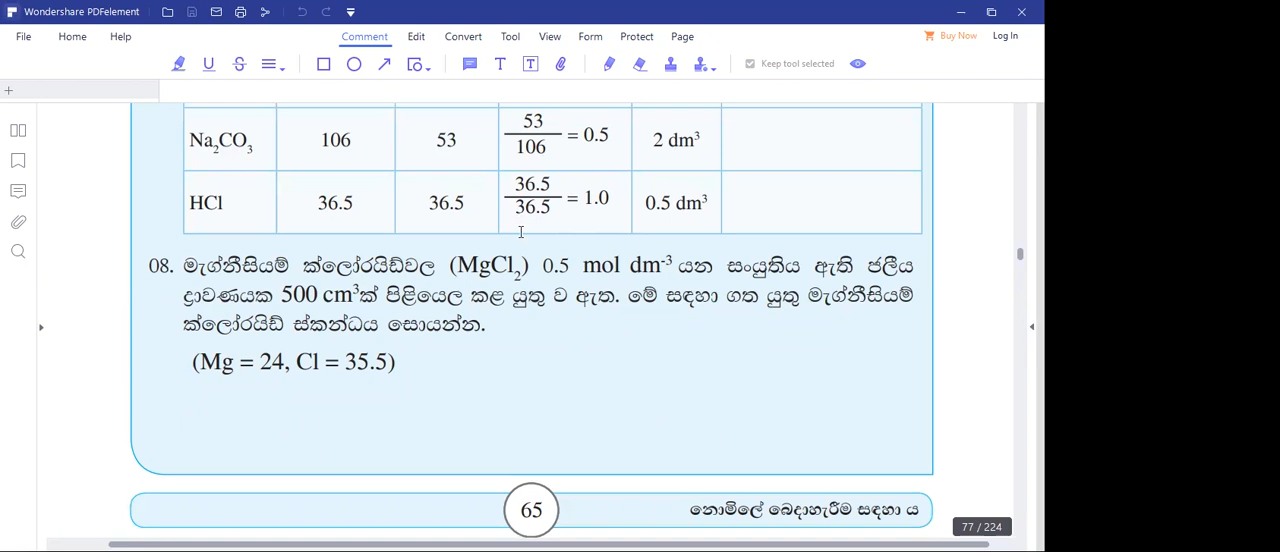 Wondershare PDFelement
File Home Help Comment Edit Convert Tool View Form Protect Page Buy Now Log In
Keep tool selected
Na₂CO₃ 106 53 53/106 = 0.5 2 dm³
HCl 36.5 36.5 36.5/36.5 = 1.0 0.5 dm³
08. මැග්නීසියම් ක්ලෝරයිඩ්වල (MgCl₂) 0.5 mol dm⁻³ යන සංයුතිය ඇති ජලීය
ද්‍රාවණයක 500 cm³ක් පිළියෙල කළ යුතු ව ඇත. මේ සඳහා ගත යුතු මැග්නීසියම්
ක්ලෝරයිඩ් ස්කන්ධය සොයන්න.
(Mg = 24, Cl = 35.5)
65
නොමිලේ බෙදාහැරීම සඳහා ය
77 / 224